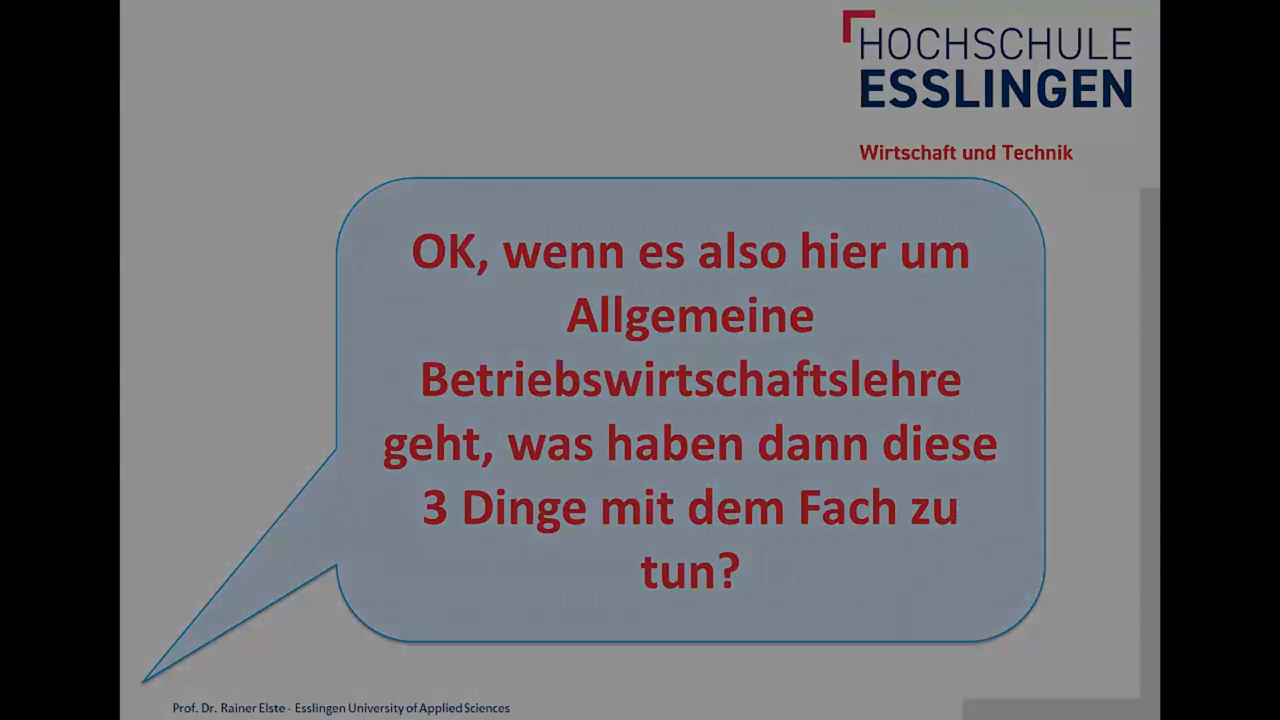 HOCHSCHULE
ESSLINGEN
Wirtschaft und Technik
OK, wenn es also hier um
Allgemeine
Betriebswirtschaftslehre
geht, was haben dann diese
3 Dinge mit dem Fach zu
tun?
Prof. Dr. Rainer Elste - Esslingen University of Applied Sciences